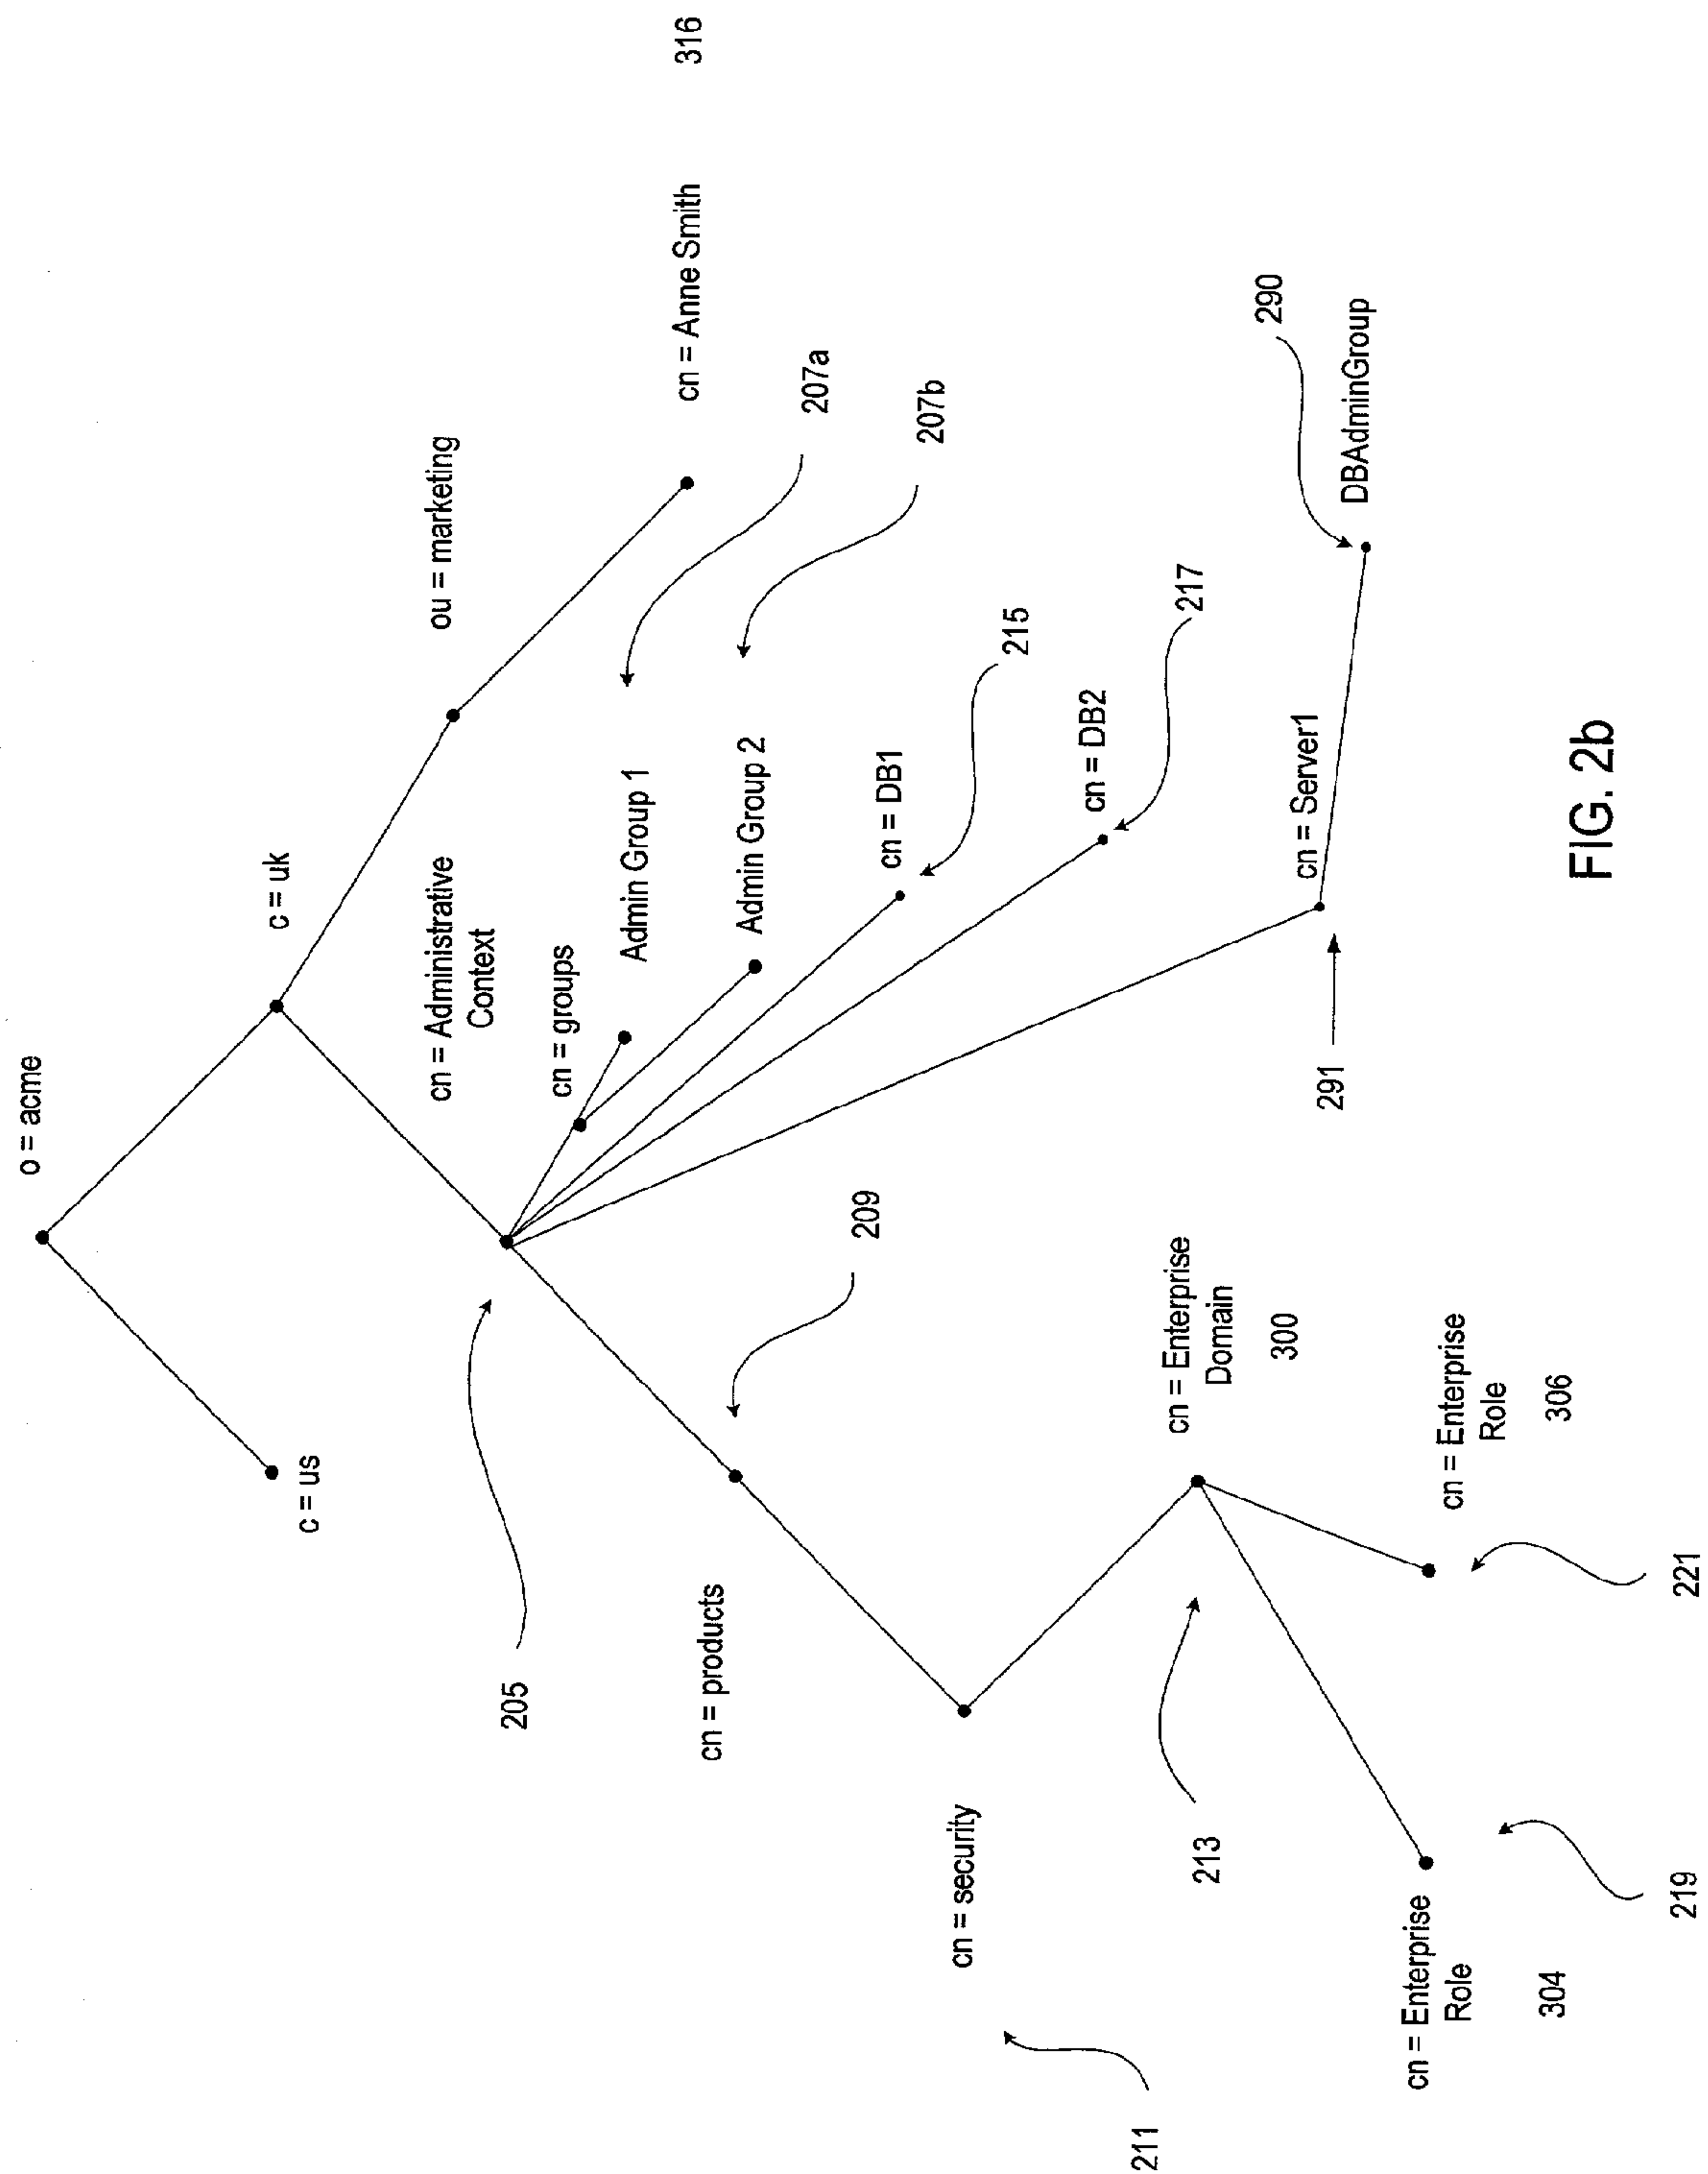 o = acme
c = us
c = uk
ou = marketing
cn = Anne Smith
316
cn = Administrative
Context
205
cn = groups
Admin Group 1
207a
Admin Group 2
207b
cn = products
209
cn = DB1
215
cn = DB2
217
cn = security
211
cn = Enterprise
Domain
300
213
cn = Server1
291
DBAdminGroup
290
cn = Enterprise
Role
304
219
cn = Enterprise
Role
306
221
FIG. 2b